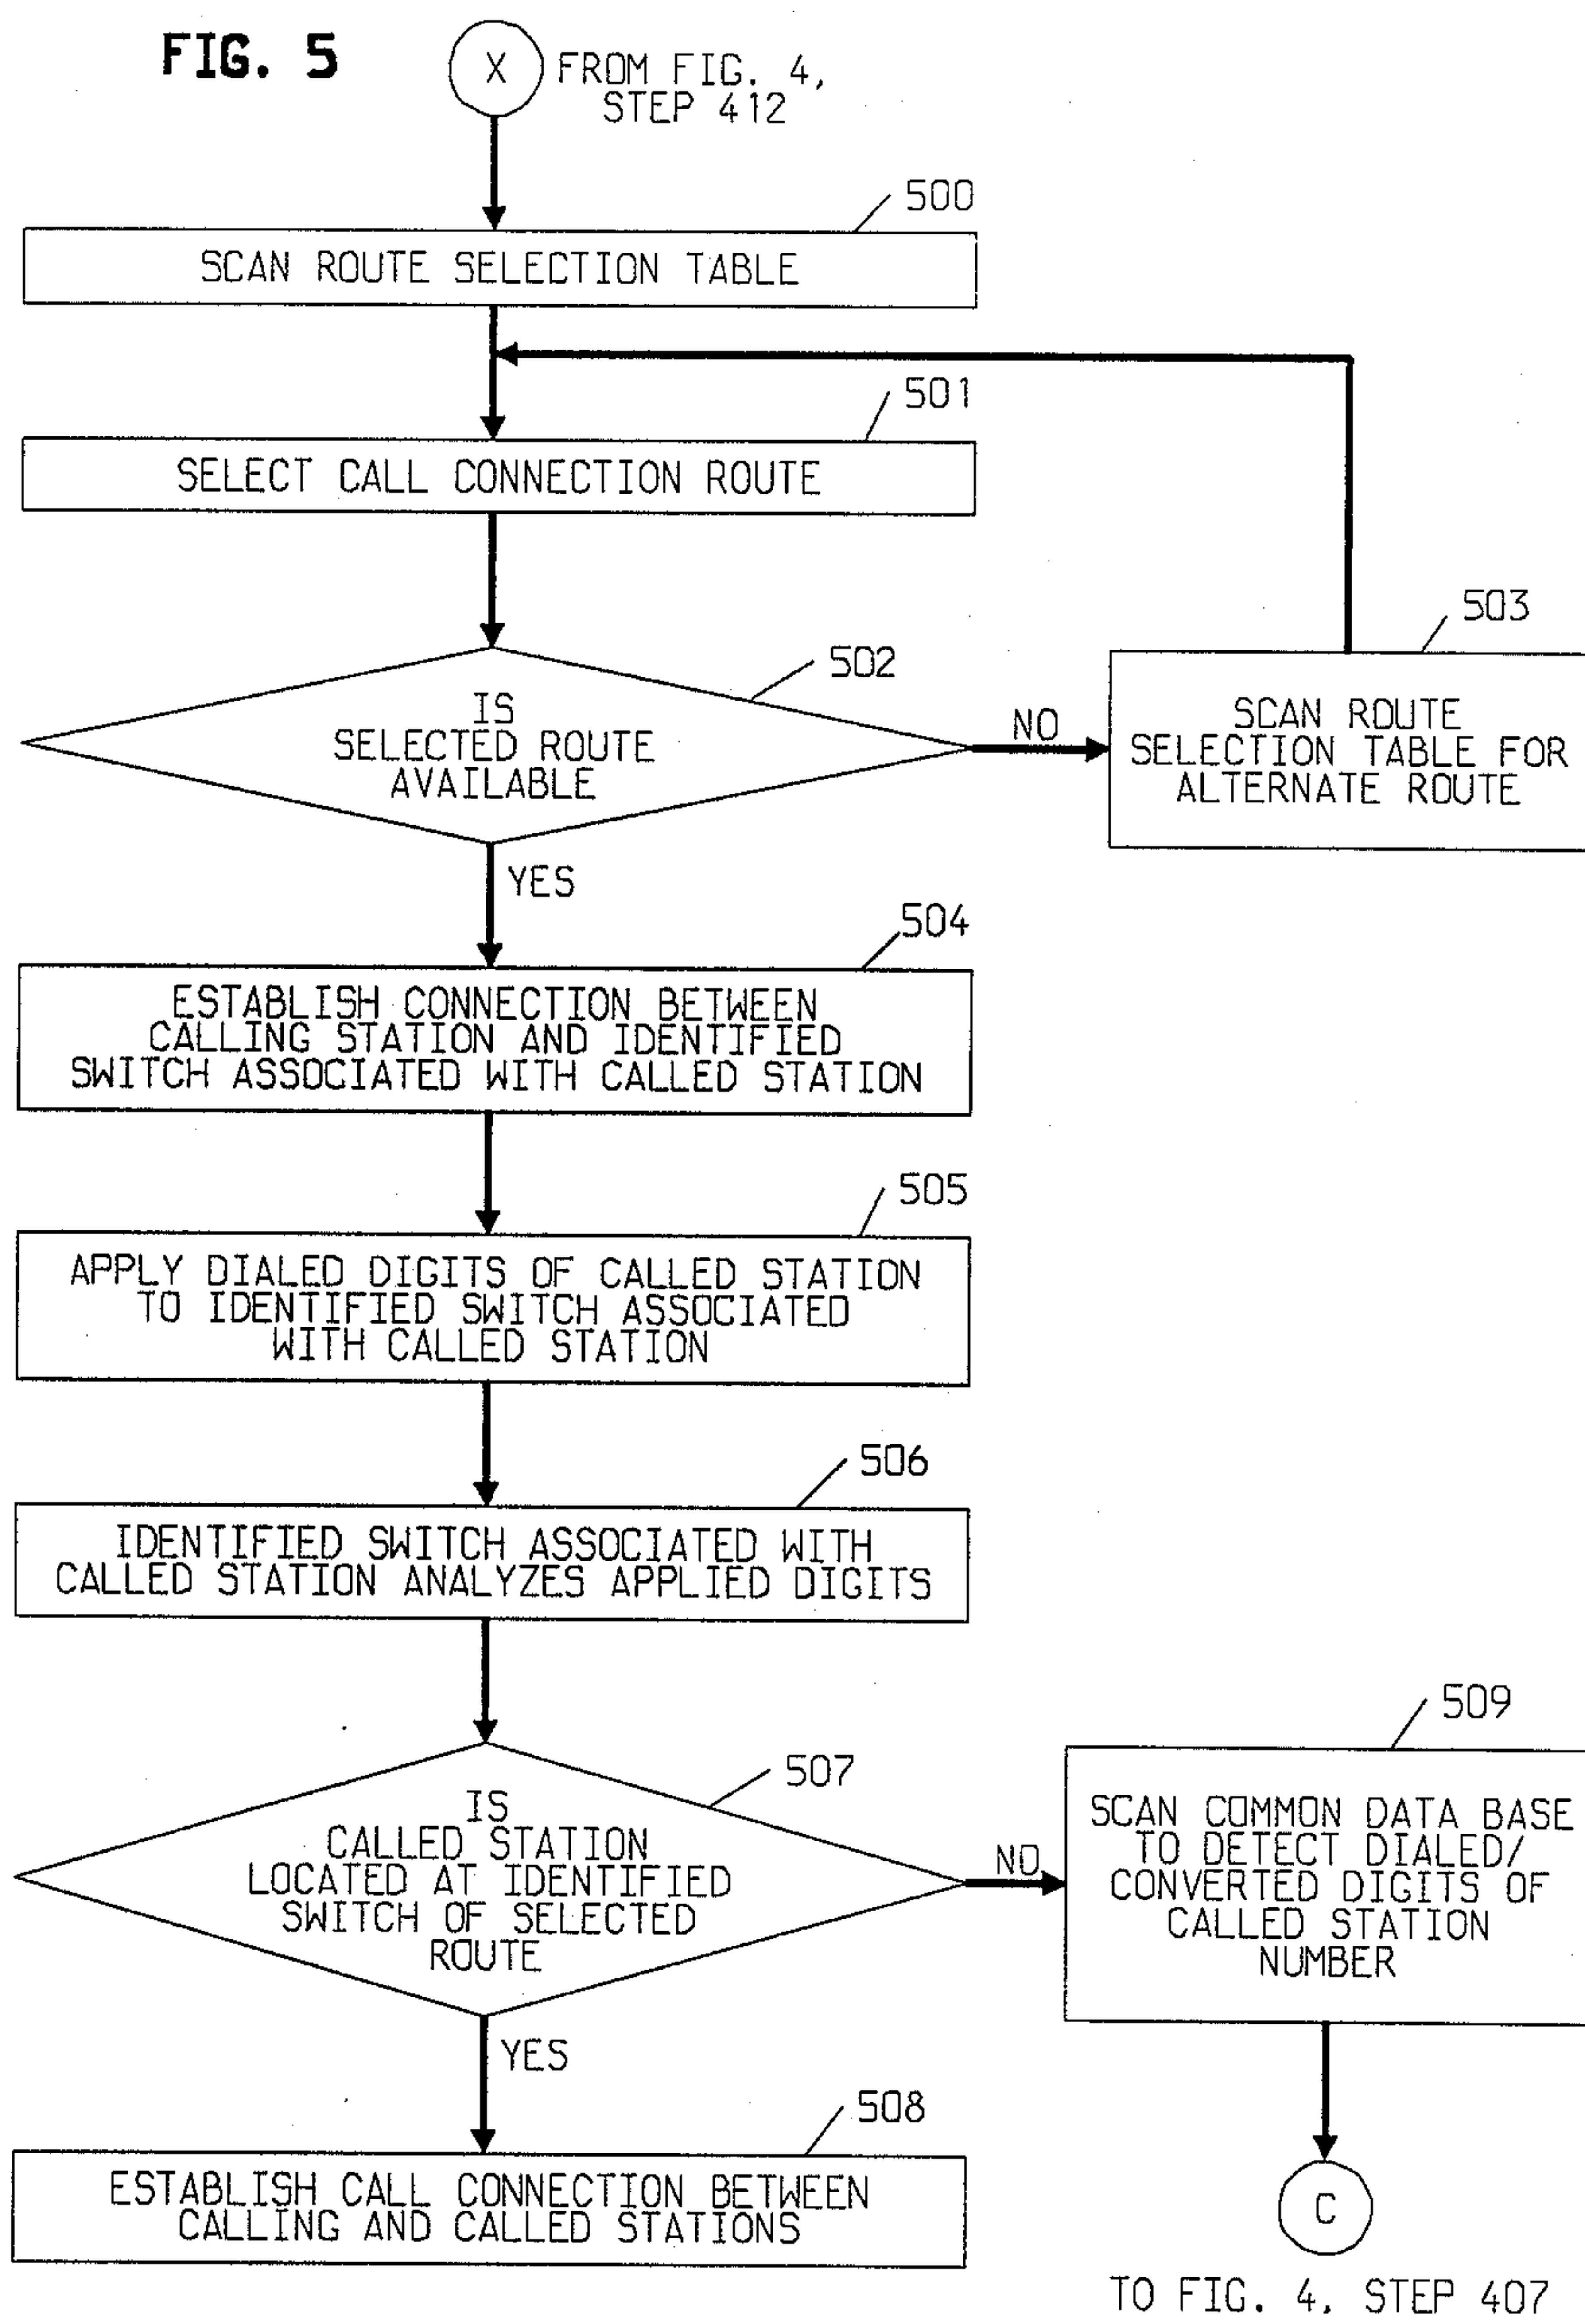 FIG. 5
X
FROM FIG. 4,
STEP 412
500
SCAN ROUTE SELECTION TABLE
501
SELECT CALL CONNECTION ROUTE
502
IS
SELECTED ROUTE
AVAILABLE
NO
503
SCAN ROUTE
SELECTION TABLE FOR
ALTERNATE ROUTE
YES
504
ESTABLISH CONNECTION BETWEEN
CALLING STATION AND IDENTIFIED
SWITCH ASSOCIATED WITH CALLED STATION
505
APPLY DIALED DIGITS OF CALLED STATION
TO IDENTIFIED SWITCH ASSOCIATED
WITH CALLED STATION
506
IDENTIFIED SWITCH ASSOCIATED WITH
CALLED STATION ANALYZES APPLIED DIGITS
507
IS
CALLED STATION
LOCATED AT IDENTIFIED
SWITCH OF SELECTED
ROUTE
NO
509
SCAN COMMON DATA BASE
TO DETECT DIALED/
CONVERTED DIGITS OF
CALLED STATION
NUMBER
YES
508
ESTABLISH CALL CONNECTION BETWEEN
CALLING AND CALLED STATIONS
C
TO FIG. 4, STEP 407